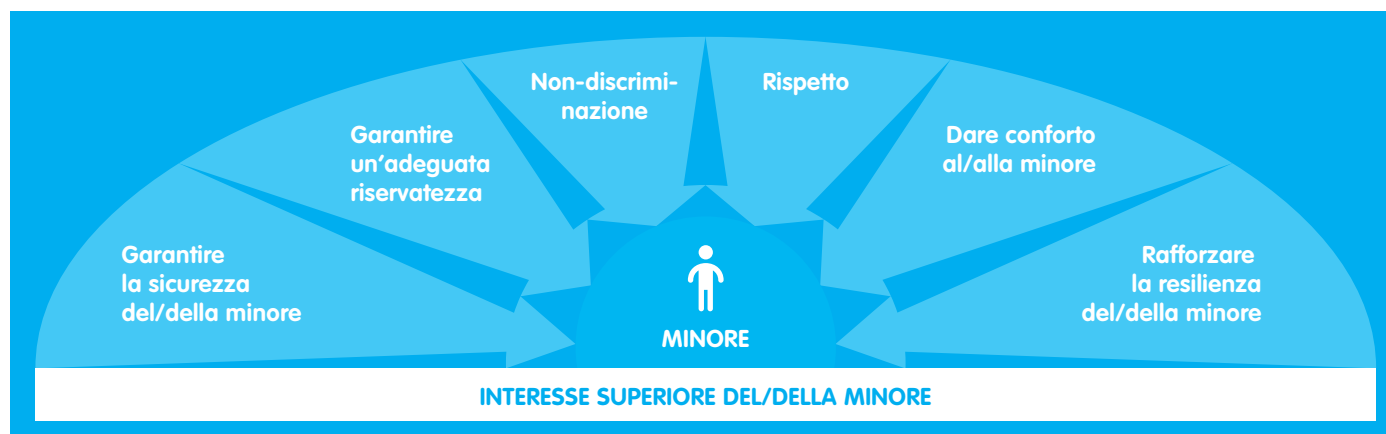 Garantire
la sicurezza
del/della minore
Garantire
un’adeguata
riservatezza
Non-discrimi-
nazione
Rispetto
Dare conforto
al/alla minore
Rafforzare
la resilienza
del/della minore
MINORE
INTERESSE SUPERIORE DEL/DELLA MINORE